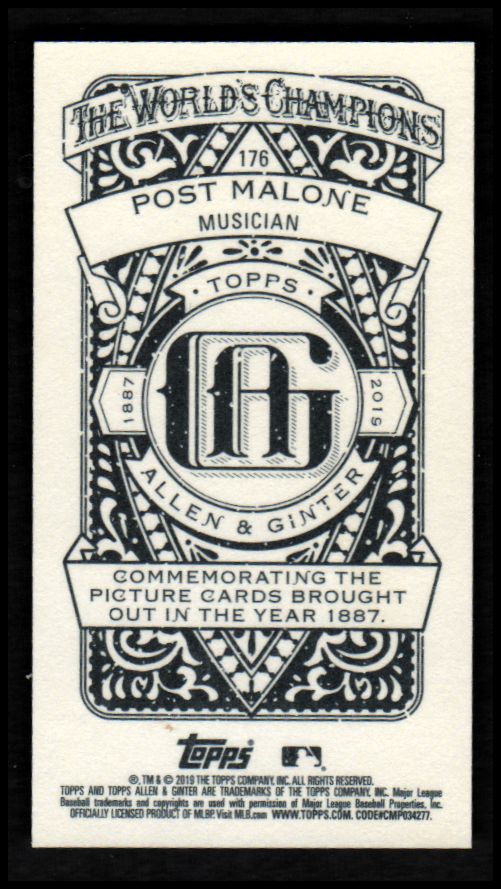 THE WORLD'S CHAMPIONS
176
POST MALONE
MUSICIAN
· TOPPS ·
AG
1887
2019
ALLEN & GINTER
COMMEMORATING THE
PICTURE CARDS BROUGHT
OUT IN THE YEAR 1887.
topps
®, TM & © 2019 THE TOPPS COMPANY, INC. ALL RIGHTS RESERVED.
TOPPS AND TOPPS ALLEN & GINTER ARE TRADEMARKS OF THE TOPPS COMPANY, INC. Major League
Baseball trademarks and copyrights are used with permission of Major League Baseball Properties, Inc.
OFFICIALLY LICENSED PRODUCT OF MLBP. Visit MLB.com WWW.TOPPS.COM. CODE#CMP034277.